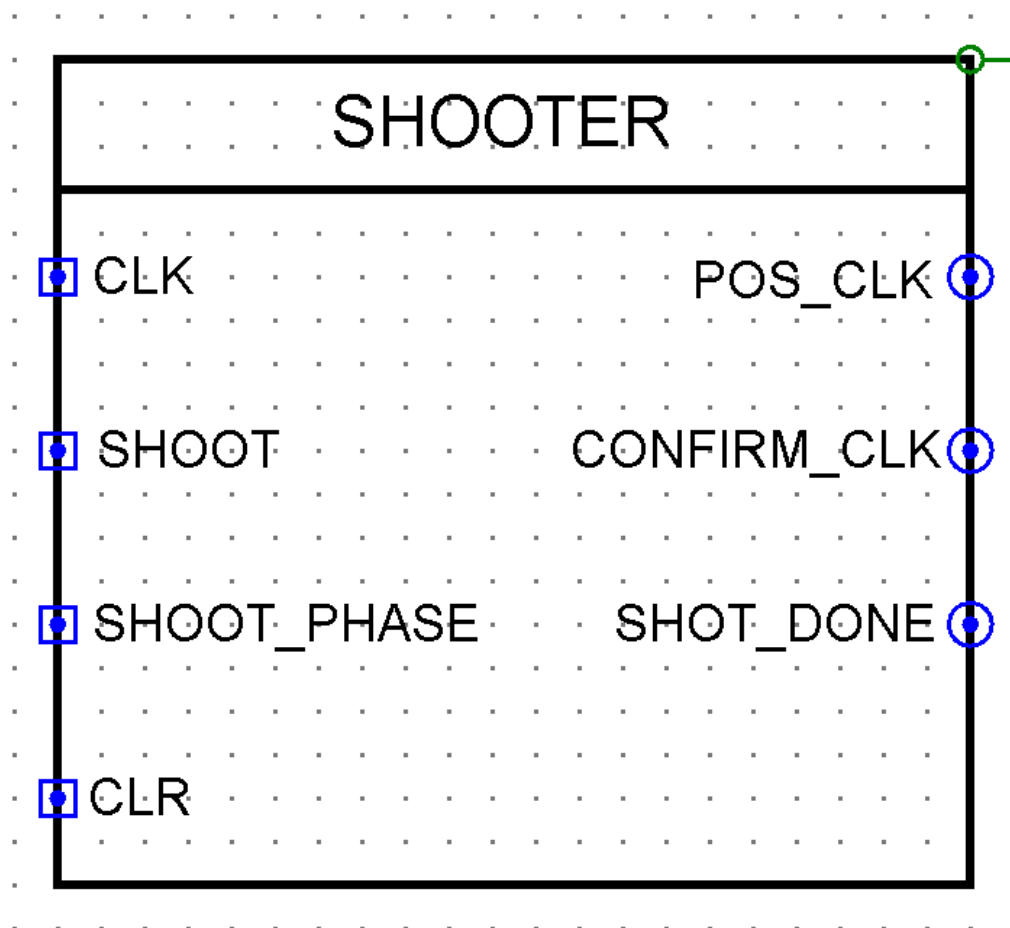 SHOOTER
CLK
POS_CLK
SHOOT
CONFIRM_CLK
SHOOT_PHASE
SHOT_DONE
CLR